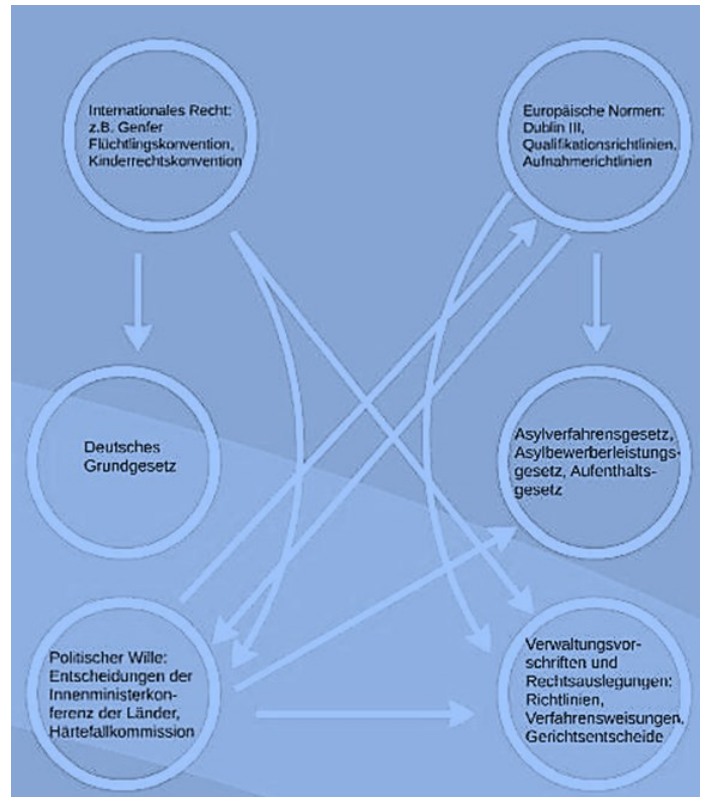 Internationales Recht:
z.B. Genfer
Flüchtlingskonvention,
Kinderrechtskonvention
Europäische Normen:
Dublin III,
Qualifikationsrichtlinien,
Aufnahmerichtlinien
Deutsches
Grundgesetz
Asylverfahrensgesetz,
Asylbewerberleistungs-
gesetz, Aufenthalts-
gesetz
Politischer Wille:
Entscheidungen der
Innenministerkon-
ferenz der Länder,
Härtefallkommission
Verwaltungsvor-
schriften und
Rechtsauslegungen:
Richtlinien,
Verfahrensweisungen,
Gerichtsentscheide